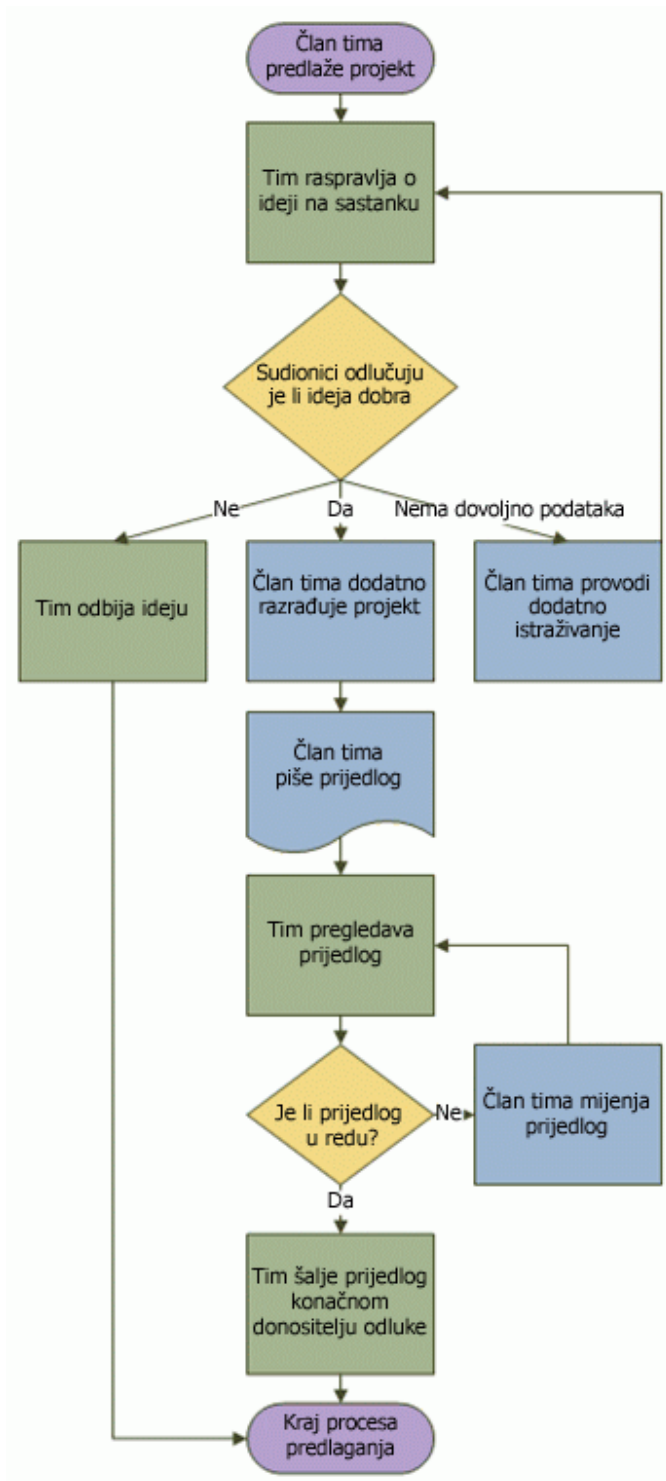 Član tima
predlaže projekt
Tim raspravlja o
ideji na sastanku
Sudionici odlučuju
je li ideja dobra
Ne
Da
Nema dovoljno podataka
Tim odbija ideju
Član tima dodatno
razrađuje projekt
Član tima provodi
dodatno
istraživanje
Član tima
piše prijedlog
Tim pregledava
prijedlog
Je li prijedlog
u redu?
Ne
Član tima mijenja
prijedlog
Da
Tim šalje prijedlog
konačnom
donositelju odluke
Kraj procesa
predlaganja